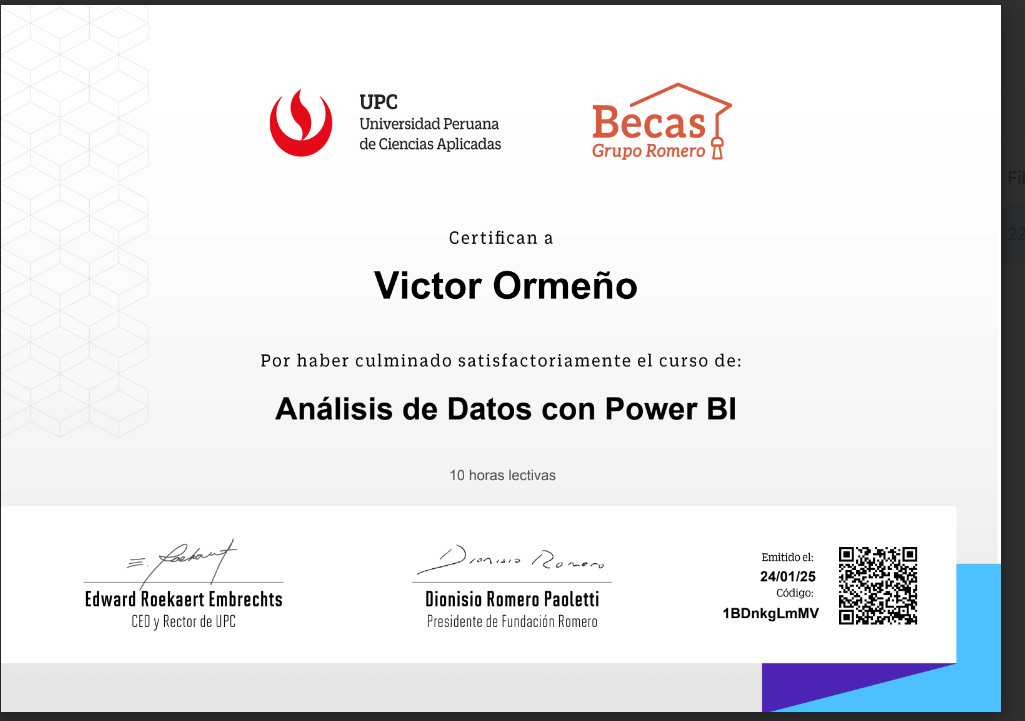 UPC
Universidad Peruana
de Ciencias Aplicadas
Becas
Grupo Romero
Certifican a
Victor Ormeño
Por haber culminado satisfactoriamente el curso de:
Análisis de Datos con Power BI
10 horas lectivas
E. Roekaert
Edward Roekaert Embrechts
CEO y Rector de UPC
Dionisio Romero
Dionisio Romero Paoletti
Presidente de Fundación Romero
Emitido el:
24/01/25
Código:
1BDnkgLmMV
Fil
22